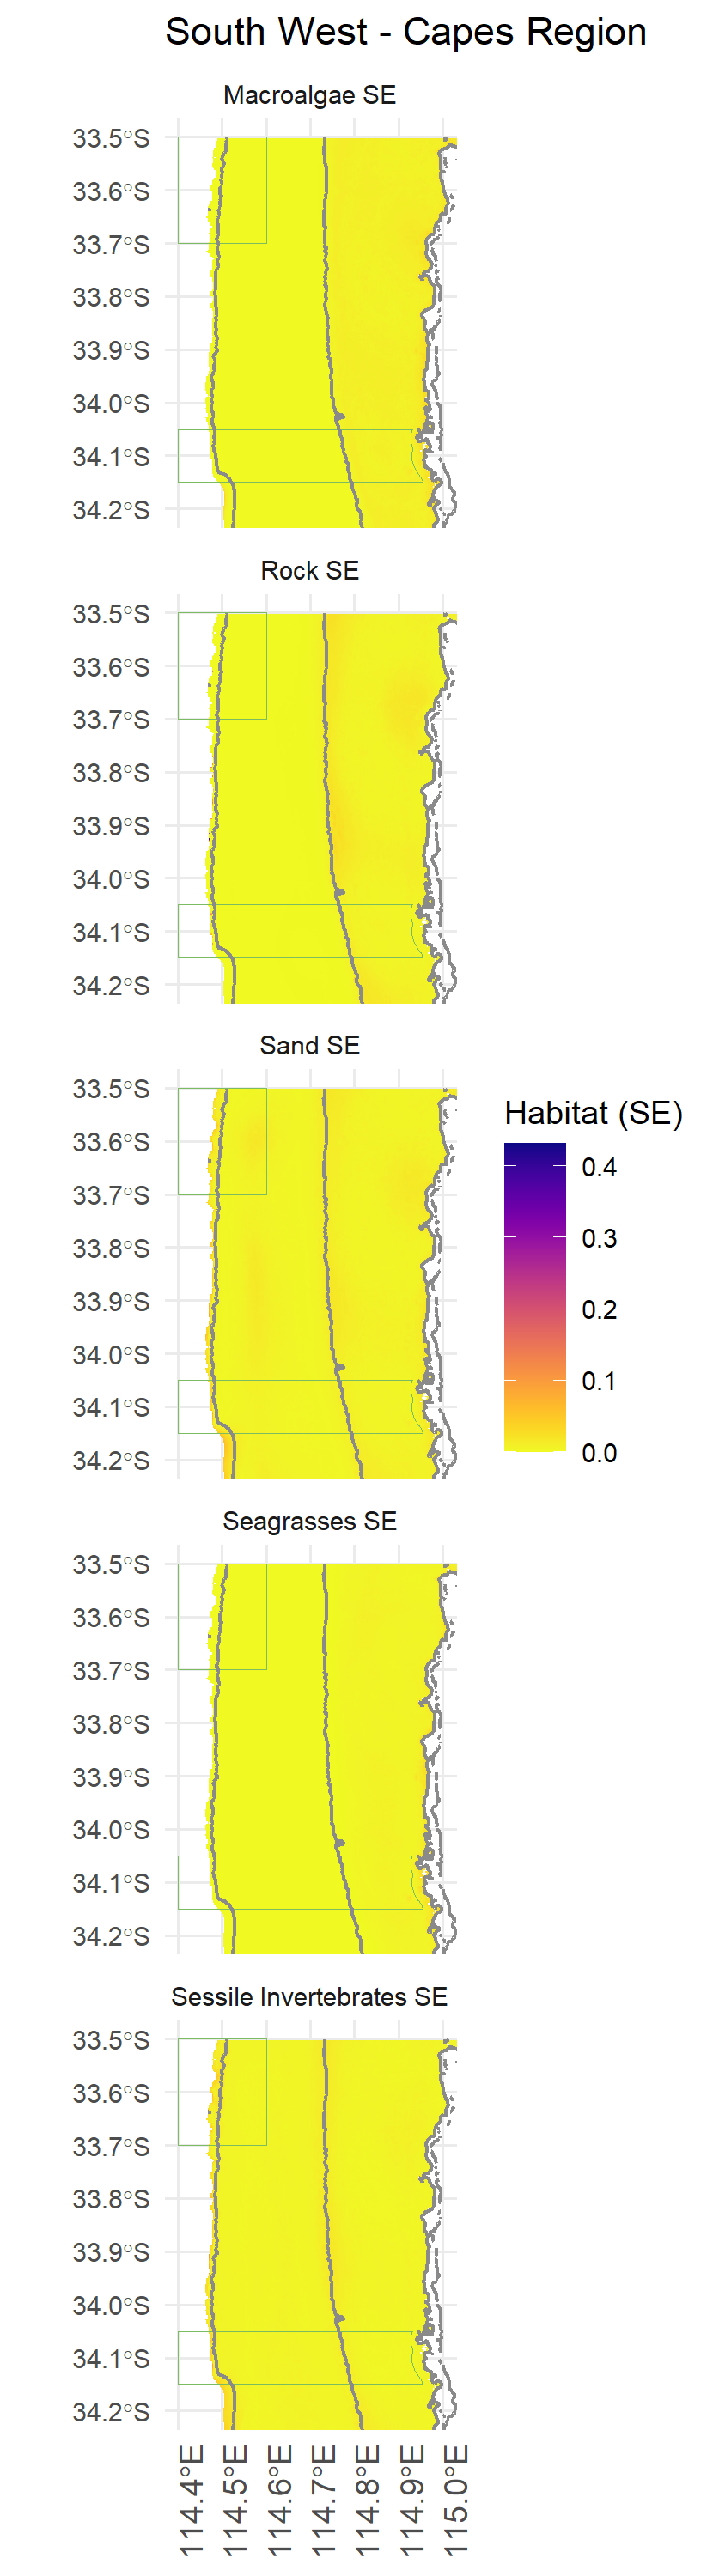 South West - Capes Region
Macroalgae SE
33.5°S
33.6°S
33.7°S
33.8°S
33.9°S
34.0°S
34.1°S
34.2°S
Rock SE
33.5°S
33.6°S
33.7°S
33.8°S
33.9°S
34.0°S
34.1°S
34.2°S
Sand SE
33.5°S
33.6°S
33.7°S
33.8°S
33.9°S
34.0°S
34.1°S
34.2°S
Habitat (SE)
0.4
0.3
0.2
0.1
0.0
Seagrasses SE
33.5°S
33.6°S
33.7°S
33.8°S
33.9°S
34.0°S
34.1°S
34.2°S
Sessile Invertebrates SE
33.5°S
33.6°S
33.7°S
33.8°S
33.9°S
34.0°S
34.1°S
34.2°S
114.4°E
114.5°E
114.6°E
114.7°E
114.8°E
114.9°E
115.0°E